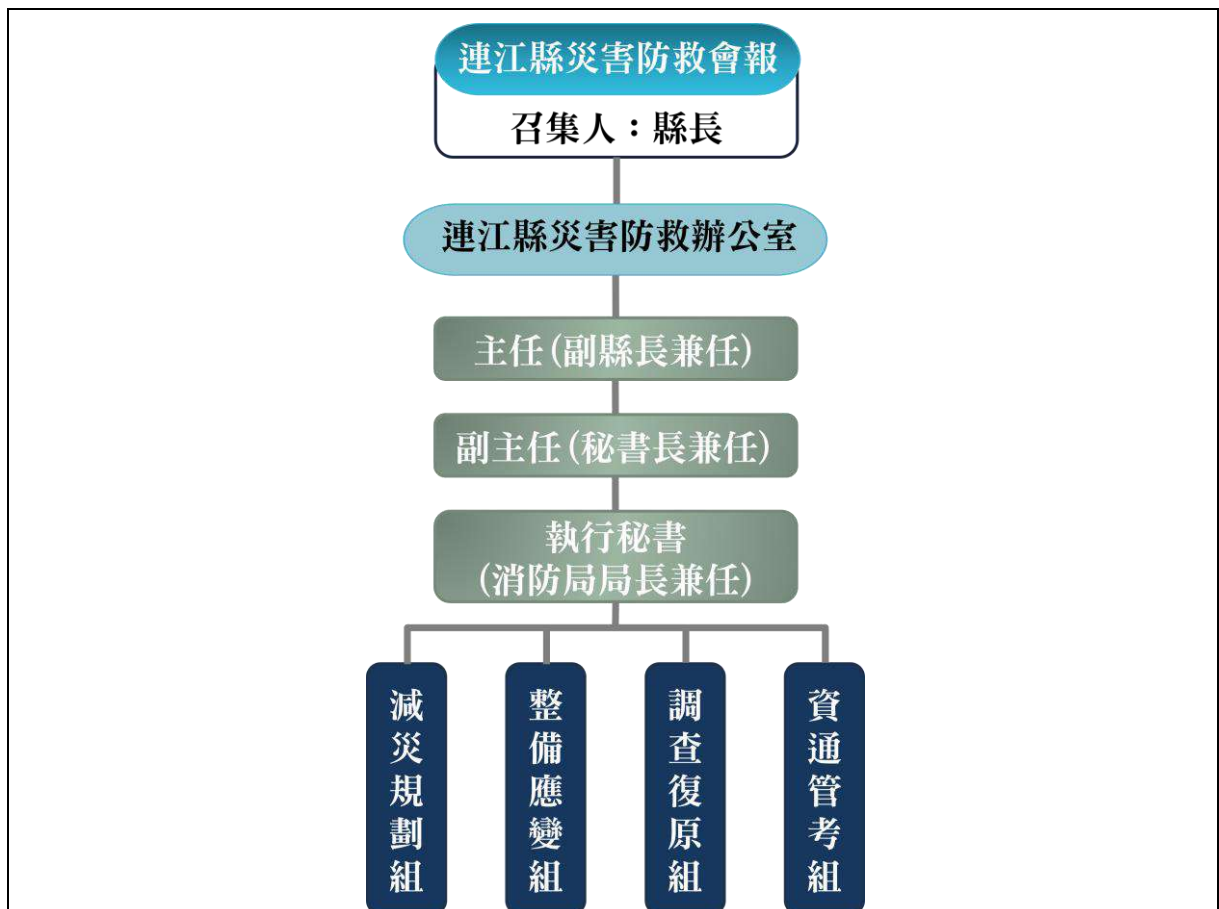 連江縣災害防救會報
召集人：縣長
連江縣災害防救辦公室
主任(副縣長兼任)
副主任(秘書長兼任)
執行秘書
(消防局局長兼任)
減災規劃組
整備應變組
調查復原組
資通管考組